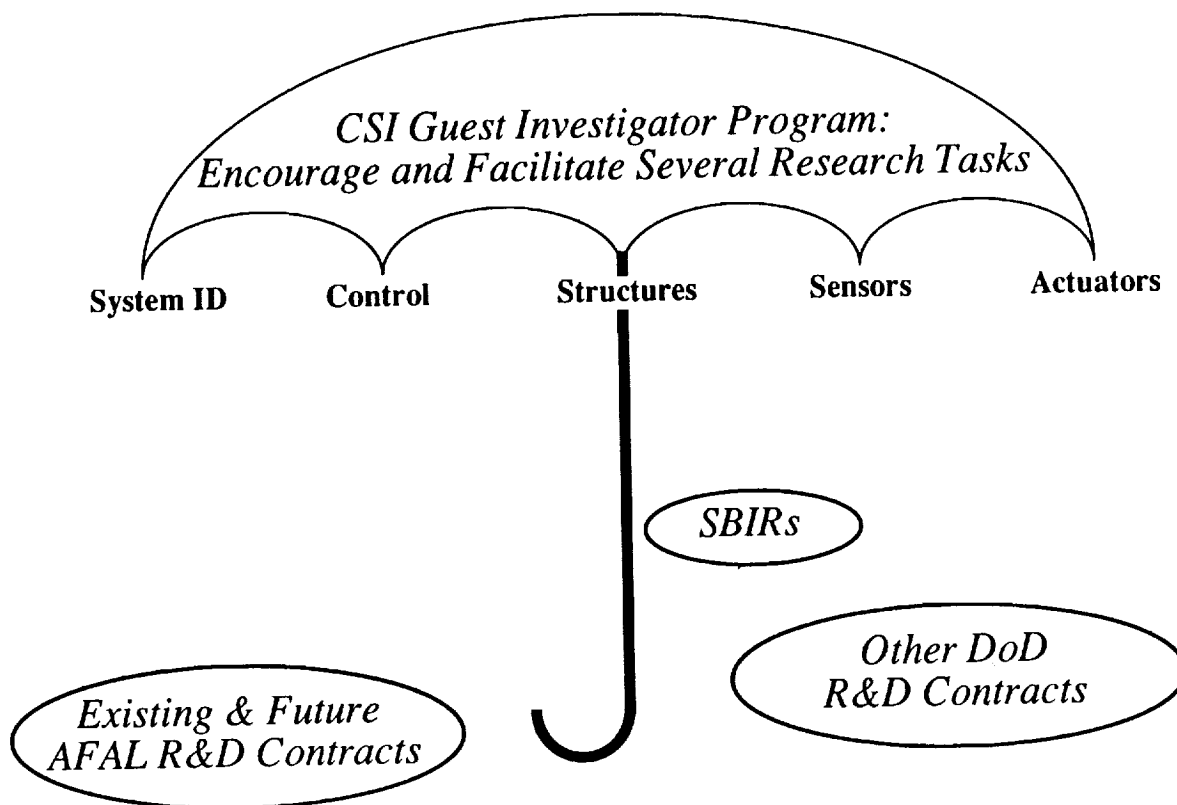 CSI Guest Investigator Program:
Encourage and Facilitate Several Research Tasks
System ID
Control
Structures
Sensors
Actuators
SBIRs
Other DoD
R&D Contracts
Existing & Future
AFAL R&D Contracts